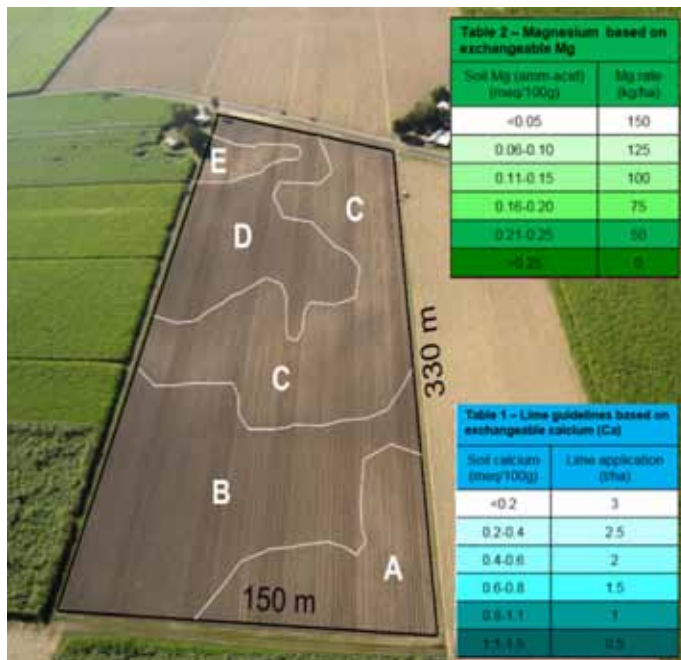 Table 2 – Magnesium based on
exchangeable Mg
Soil Mg (amm-acid) Mg rate
(meq/100g) (kg/ha)
<0.05 150
0.06-0.10 125
0.11-0.15 100
0.16-0.20 75
0.21-0.25 50
>0.25 0
E
C
D
330 m
C
Table 1 – Lime guidelines based on
exchangeable calcium (Ca)
Soil calcium Lime application
(meq/100g) (t/ha)
<0.2 3
0.2-0.4 2.5
0.4-0.6 2
0.6-0.8 1.5
0.8-1.1 1
1.1-1.5 0.5
B
A
150 m